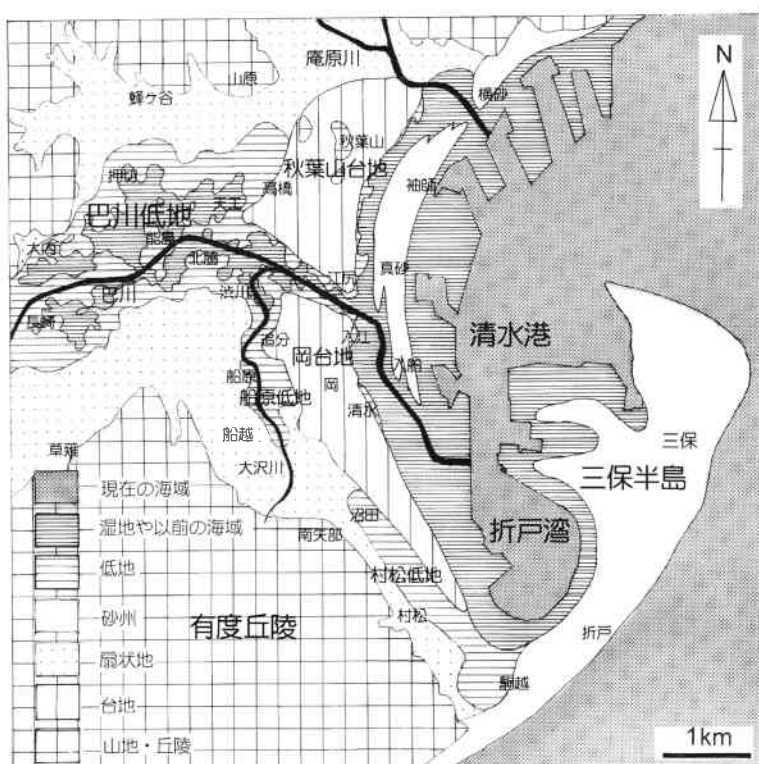 庵原川
N
山原
蜂ヶ谷
横砂
秋葉山
秋葉山台地
押切
高橋
袖師
天王
巴川低地
能島
大内
北脇
真砂
巴川
渋川
江尻
長崎
追分
入江
清水港
岡台地
入船
船原
岡
船原低地
清水
船越
三保
草薙
大沢川
三保半島
現在の海域
沼田
湿地や以前の海域
南矢部
折戸湾
低地
村松低地
砂州
有度丘陵
村松
折戸
扇状地
駒越
台地
1km
山地・丘陵